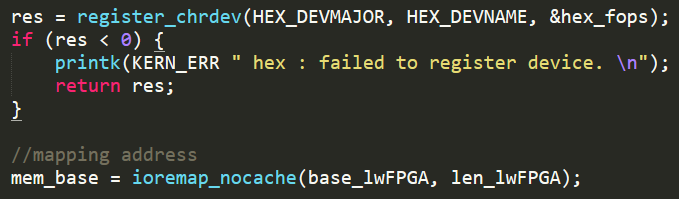 res = register_chrdev(HEX_DEVMAJOR, HEX_DEVNAME, &hex_fops);
if (res < 0) {
    printk(KERN_ERR " hex : failed to register device. \n");
    return res;
}

//mapping address
mem_base = ioremap_nocache(base_lwFPGA, len_lwFPGA);